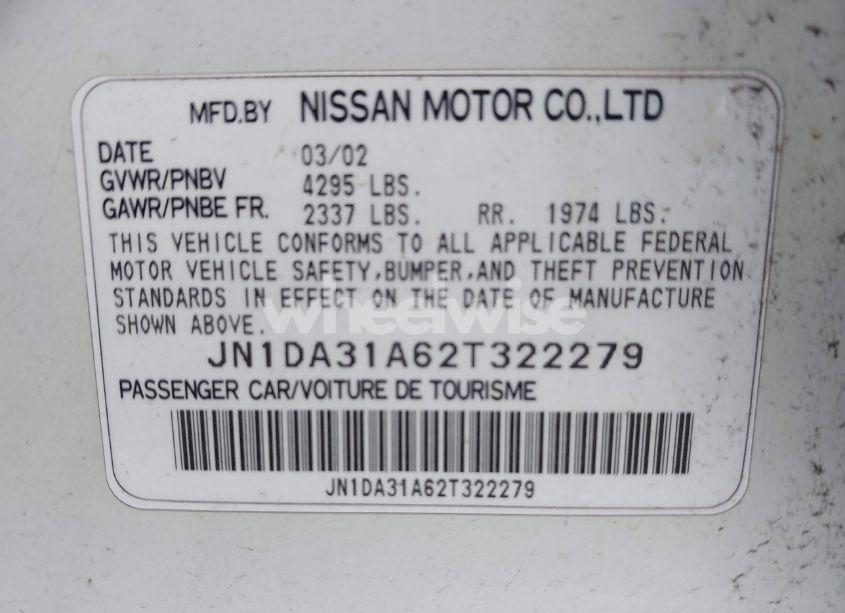 MFD.BY NISSAN MOTOR CO.,LTD
DATE 03/02
GVWR/PNBV 4295 LBS.
GAWR/PNBE FR. 2337 LBS. RR. 1974 LBS.
THIS VEHICLE CONFORMS TO ALL APPLICABLE FEDERAL
MOTOR VEHICLE SAFETY,BUMPER,AND THEFT PREVENTION
STANDARDS IN EFFECT ON THE DATE OF MANUFACTURE
SHOWN ABOVE.
wheelwise
JN1DA31A62T322279
PASSENGER CAR/VOITURE DE TOURISME
JN1DA31A62T322279